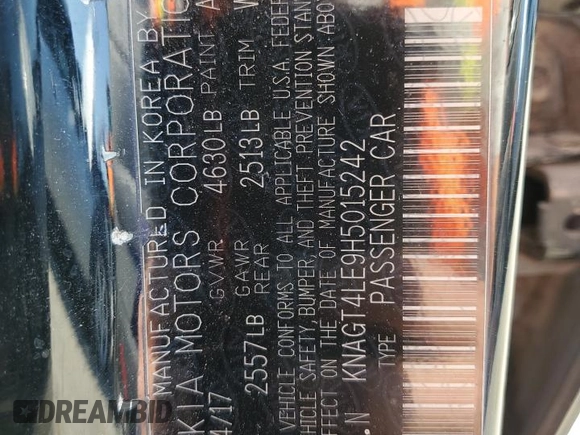 MANUFACTURED IN KOREA BY
KIA MOTORS CORPORATIO
4/17 GVWR 4630LB PAINT A
2557LB GAWR REAR 2513LB TRIM W
VEHICLE CONFORMS TO ALL APPLICABLE U.S.A. FEDER
HICLE SAFETY, BUMPER, AND THEFT PREVENTION STAN
EFFECT ON THE DATE OF MANUFACTURE SHOWN ABO
.N KNAGT4LE9H5015242
TYPE PASSENGER CAR
DREAMBID